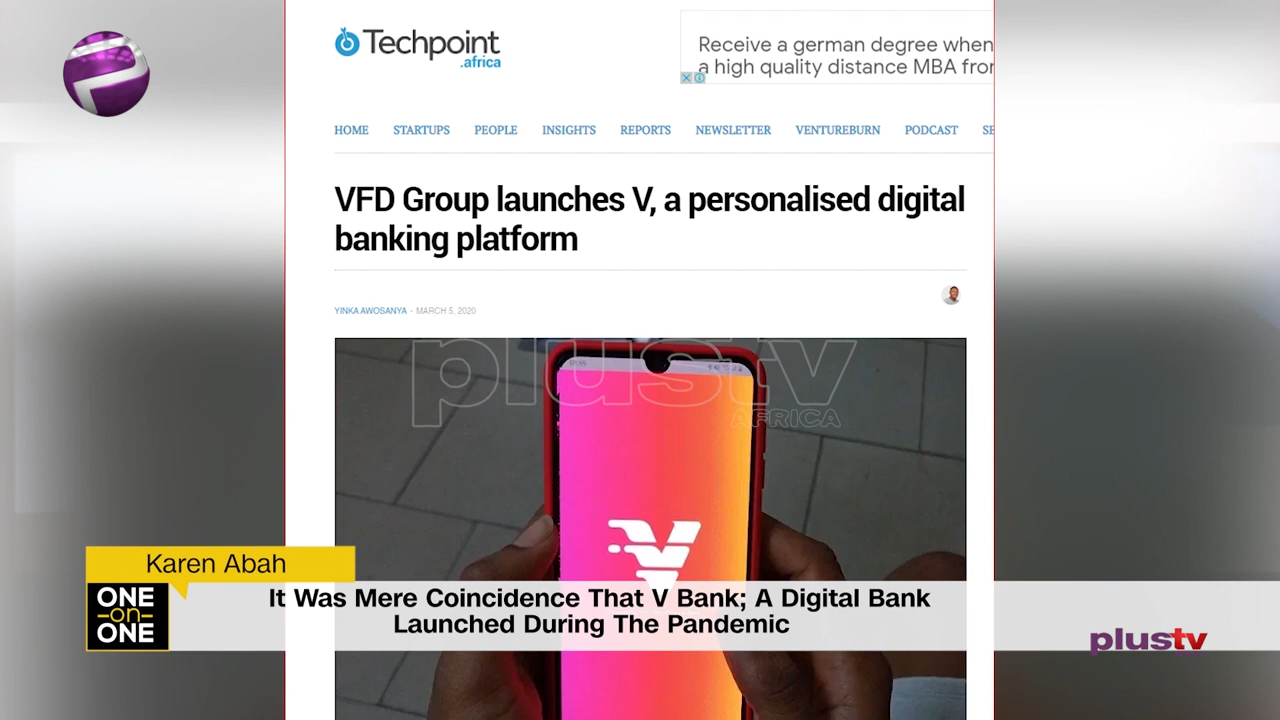 Techpoint
.africa
Receive a german degree when
a high quality distance MBA from
HOME STARTUPS PEOPLE INSIGHTS REPORTS NEWSLETTER VENTUREBURN PODCAST SE
VFD Group launches V, a personalised digital
banking platform
YINKA AWOSANYA - MARCH 5, 2020
plustv
AFRICA
V
Karen Abah
ONE
-on-
ONE
It Was Mere Coincidence That V Bank; A Digital Bank
Launched During The Pandemic
plustv